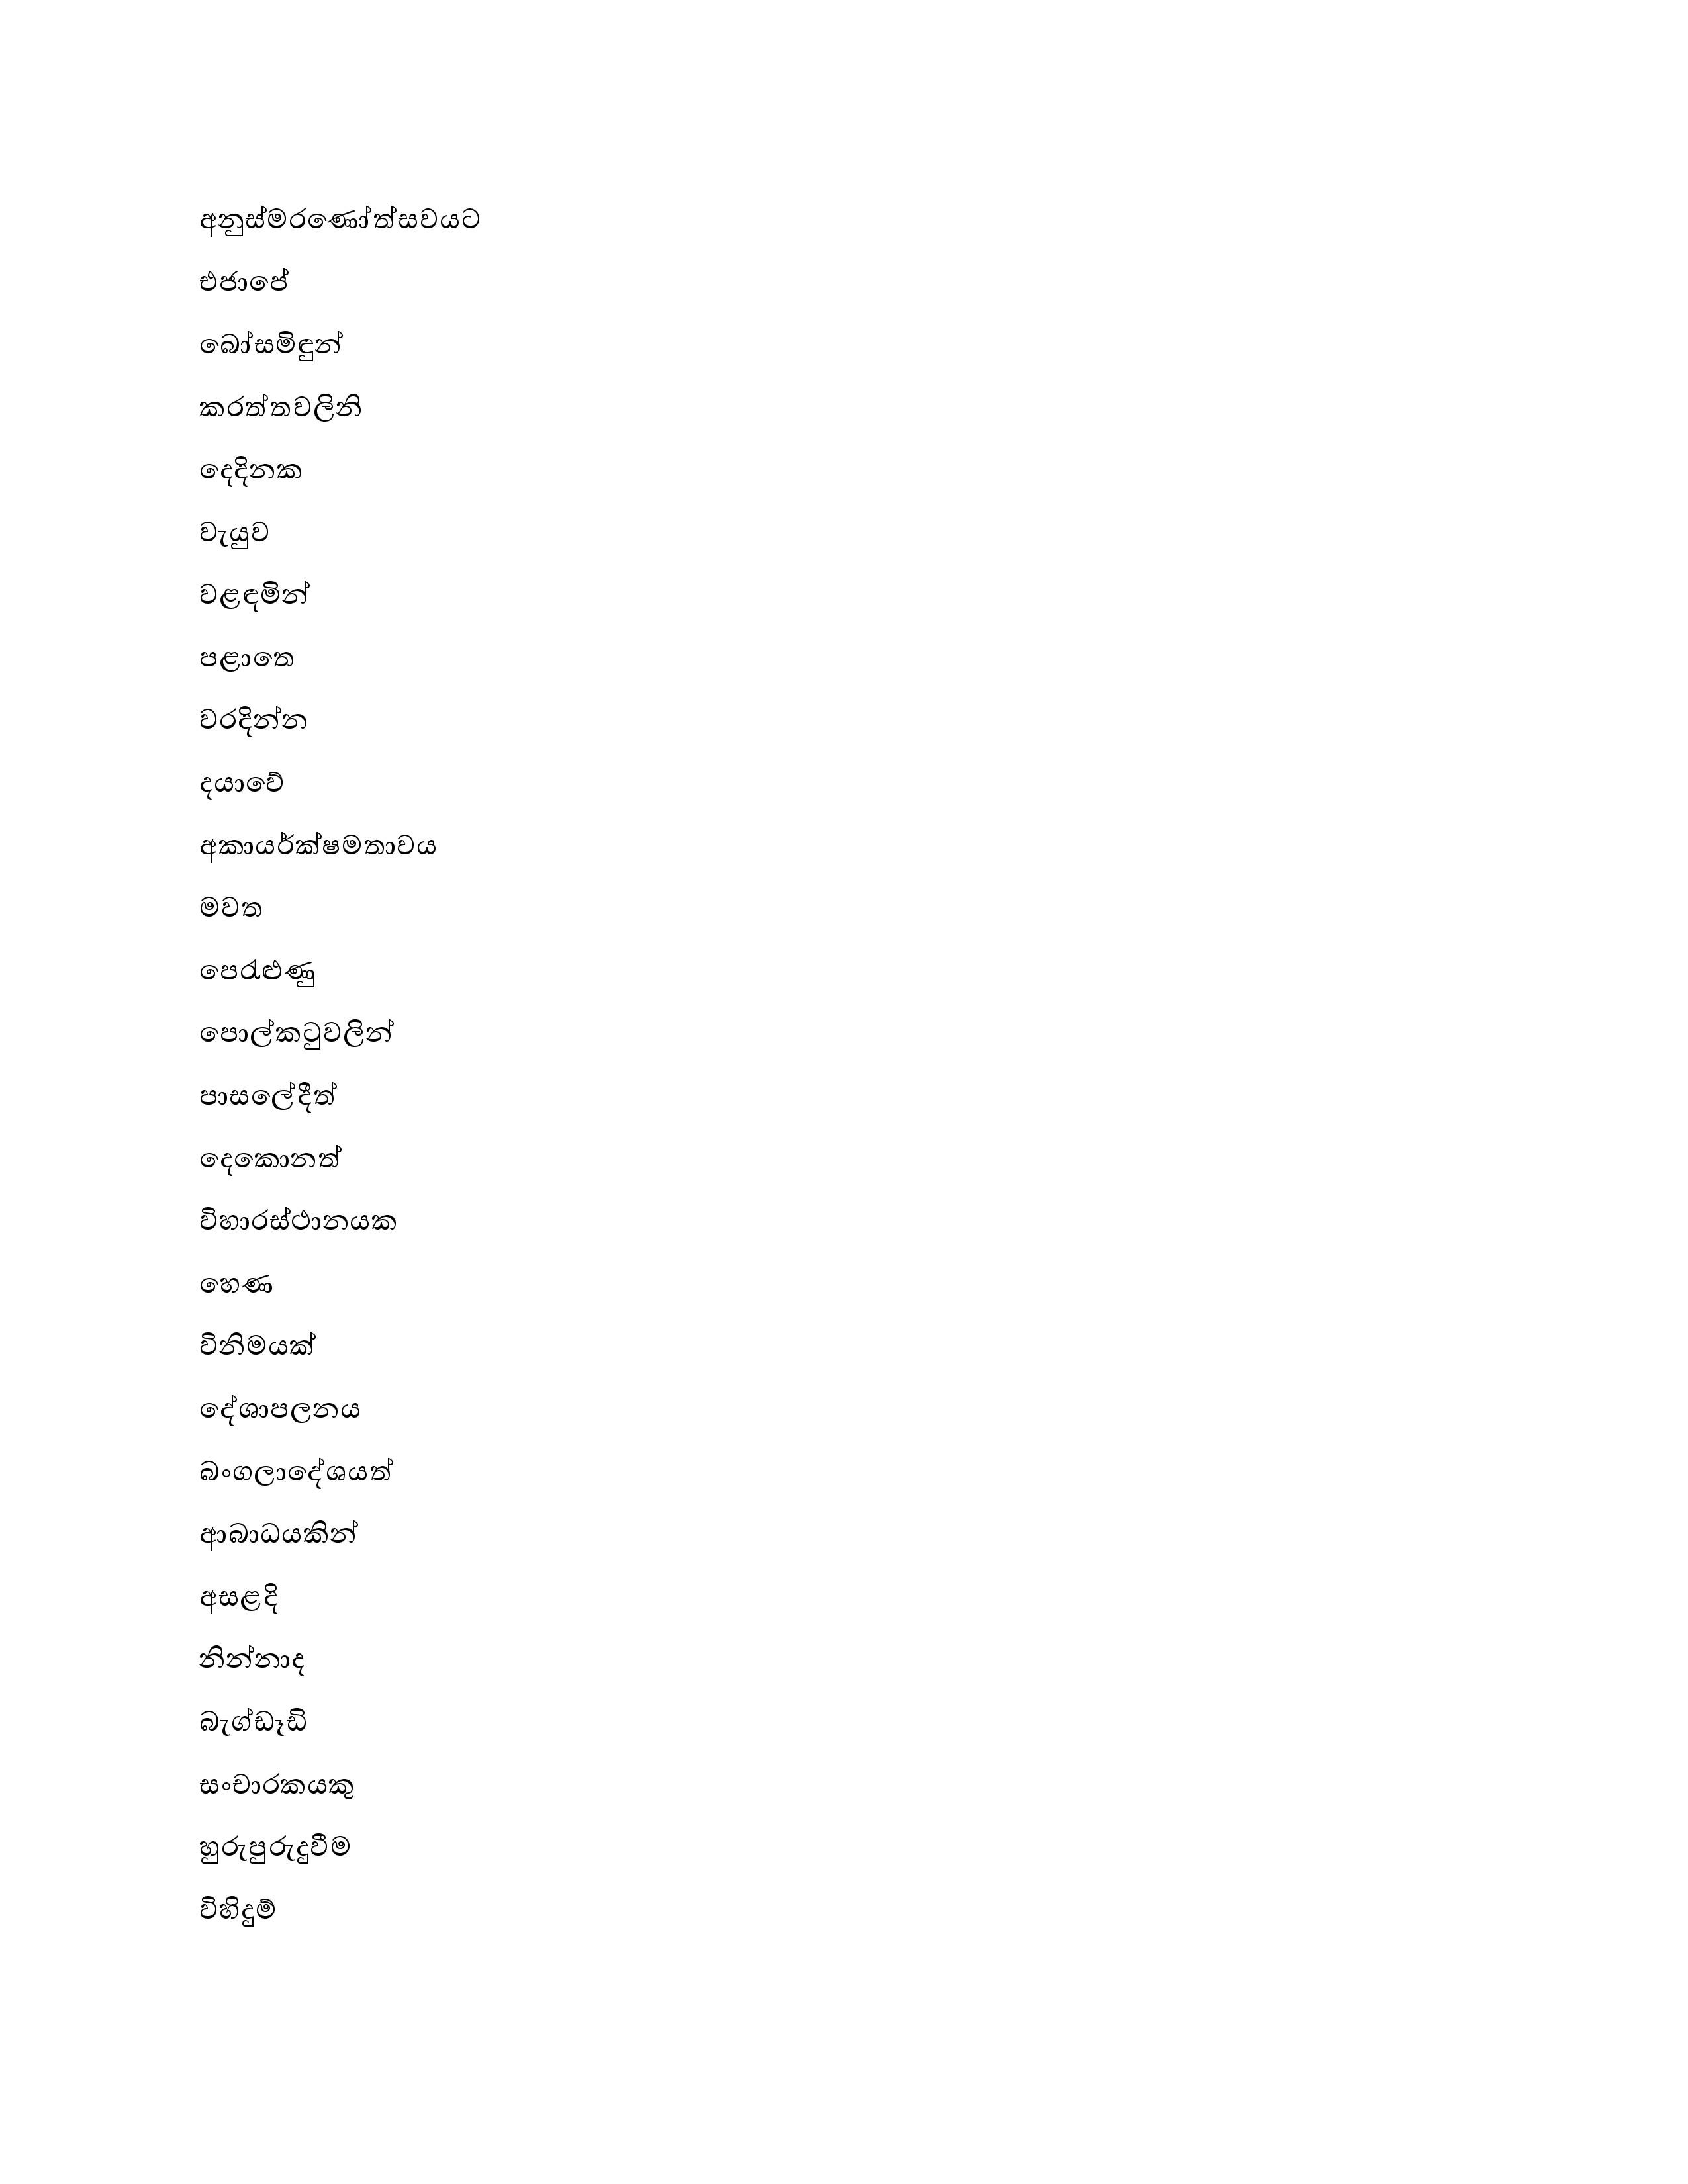 අනුස්මරණෝත්සවයට
එජාපේ
බෝසමිඳුන්
කරත්තවලිනි
දෙදිනක
වැයුව
වළඳමින්
පළාතෙ
වරදින්න
දයාවේ
අකායර්ක්ෂමතාවය
මවත
පෙරැළුණු
පොල්කටුවලින්
පාසලේදීත්
දෙකොනත්
විහාරස්ථානයක
හෙණ
විනිමයක්
දේශාපලනය
බංගලාදේශයත්
ආබාධයකින්
අසළදි
නින්නාද
බැග්ඩෑඩි
සංචාරකයකු
හුරුපුරුදුවීම
විහිදුම්